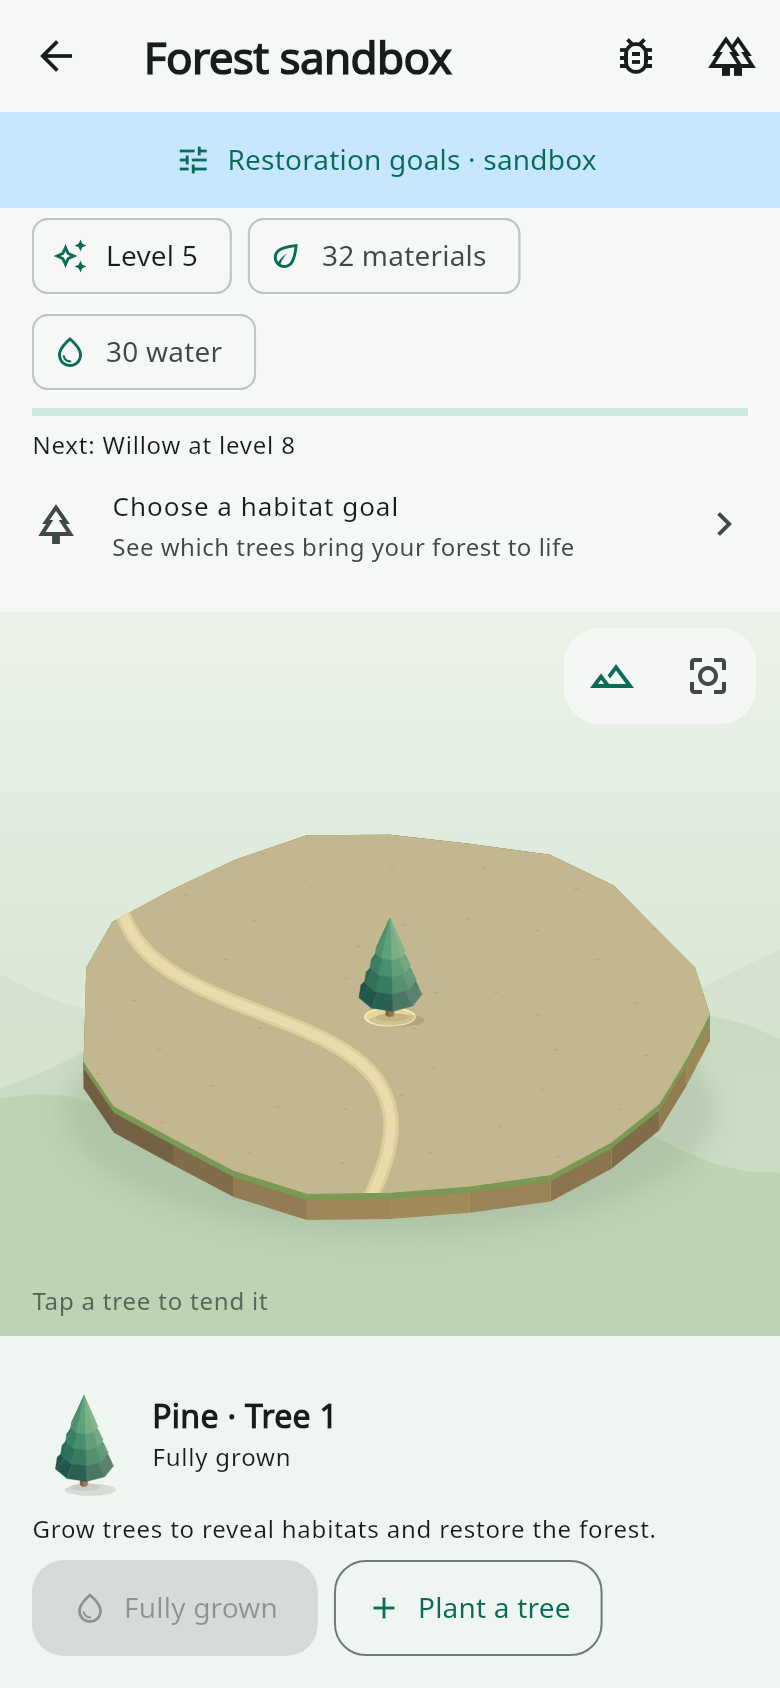 Forest sandbox
Restoration goals · sandbox
Level 5
32 materials
30 water
Next: Willow at level 8
Choose a habitat goal
See which trees bring your forest to life
Tap a tree to tend it
Pine · Tree 1
Fully grown
Grow trees to reveal habitats and restore the forest.
Fully grown
Plant a tree